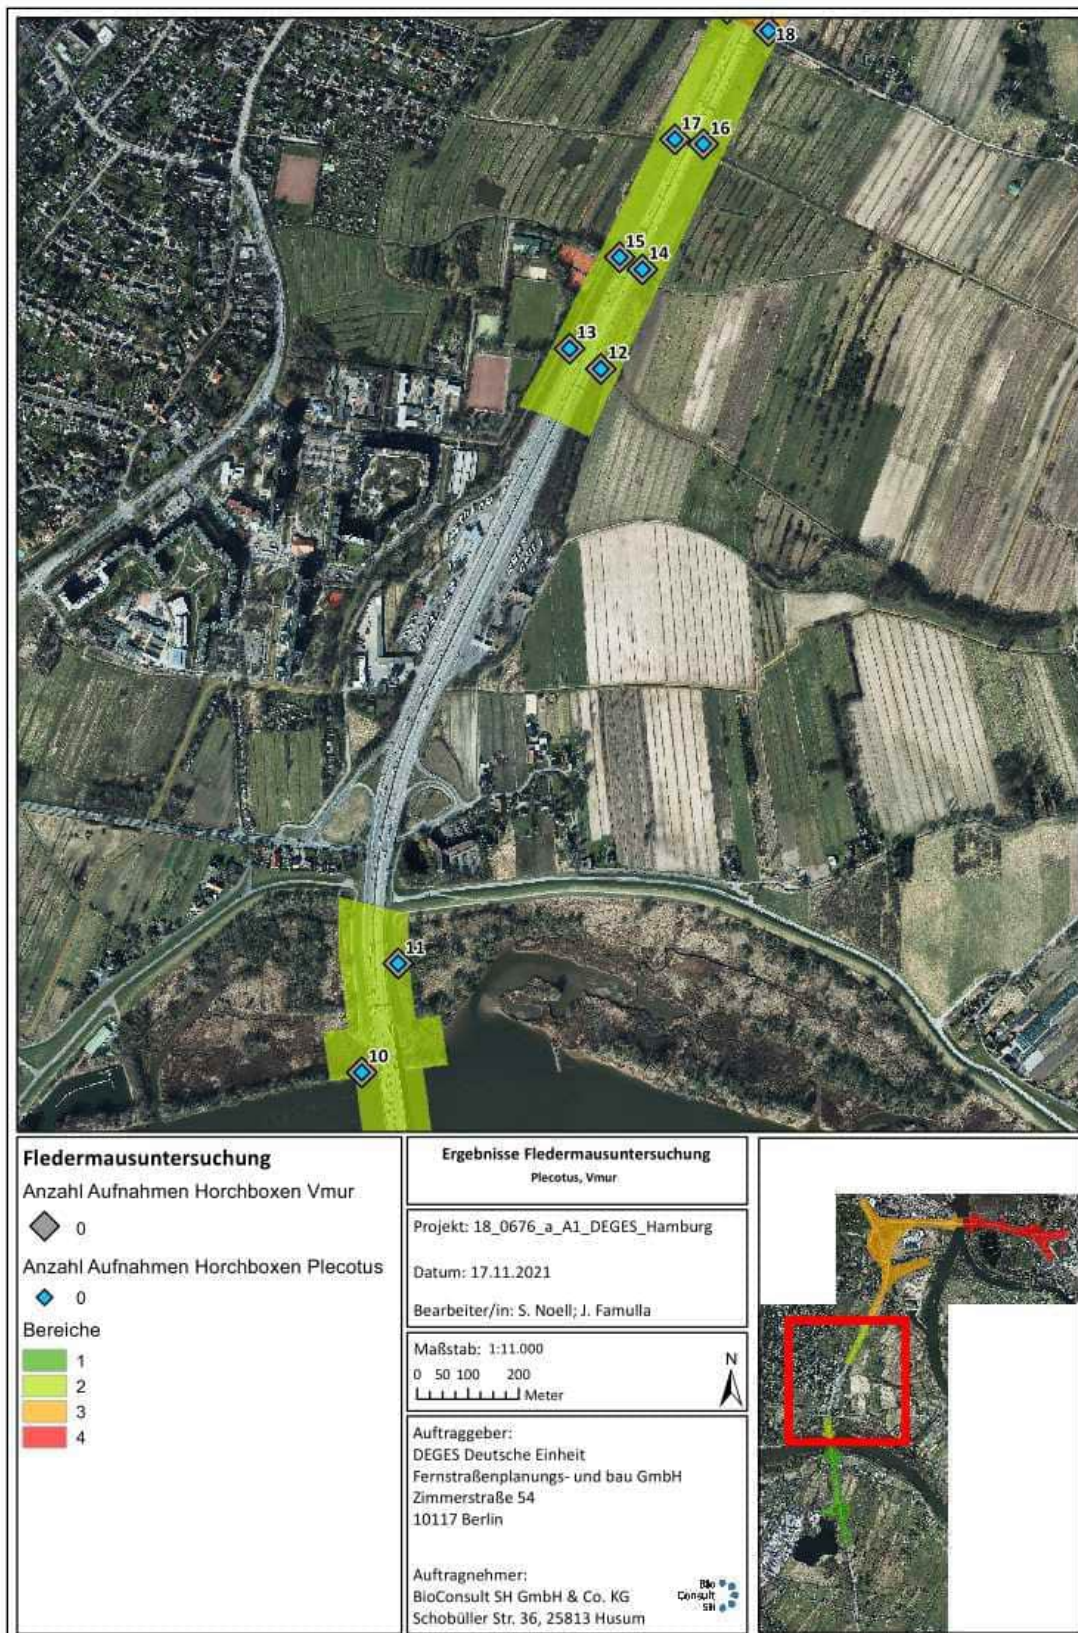 18
17
16
15
14
13
12
11
10
Fledermausuntersuchung
Anzahl Aufnahmen Horchboxen Vmur
0
Anzahl Aufnahmen Horchboxen Plecotus
0
Bereiche
1
2
3
4
Ergebnisse Fledermausuntersuchung
Plecotus, Vmur
Projekt: 18_0676_a_A1_DEGES_Hamburg
Datum: 17.11.2021
Bearbeiter/in: S. Noell; J. Famulla
Maßstab: 1:11.000
0 50 100 200
Meter
N
Auftraggeber:
DEGES Deutsche Einheit
Fernstraßenplanungs- und bau GmbH
Zimmerstraße 54
10117 Berlin
Auftragnehmer:
BioConsult SH GmbH & Co. KG
Schobüller Str. 36, 25813 Husum
Bio
Consult
SH